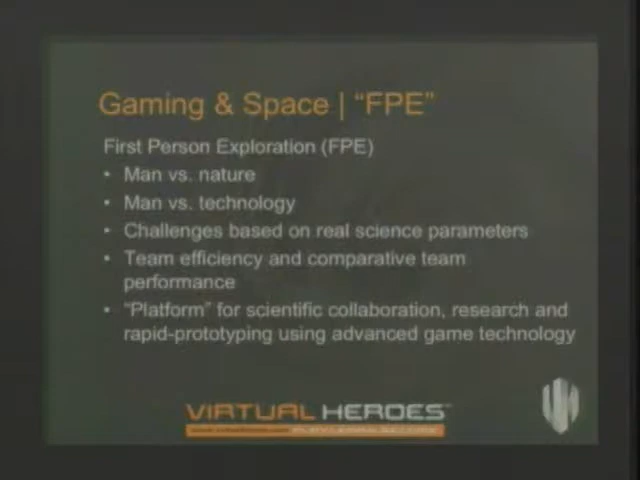 Gaming & Space | “FPE”
First Person Exploration (FPE)
• Man vs. nature
• Man vs. technology
• Challenges based on real science parameters
• Team efficiency and comparative team
performance
• “Platform” for scientific collaboration, research and
rapid-prototyping using advanced game technology
VIRTUAL HEROES™